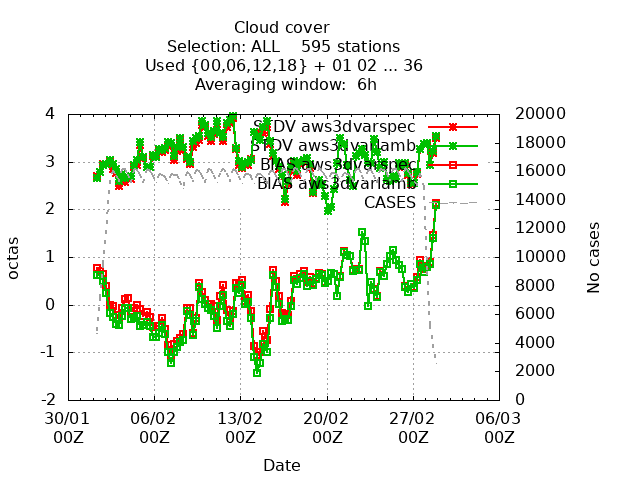 Cloud cover
Selection: ALL 595 stations
Used {00,06,12,18} + 01 02 ... 36
Averaging window: 6h
STDV aws3dvarspec
STDV aws3dvarlamb
BIAS aws3dvarspec
BIAS aws3dvarlamb
CASES
octas
4
3
2
1
0
-1
-2
20000
18000
16000
14000
12000
10000
8000
6000
4000
2000
0
No cases
30/01 06/02 13/02 20/02 27/02 06/03
00Z 00Z 00Z 00Z 00Z 00Z
Date